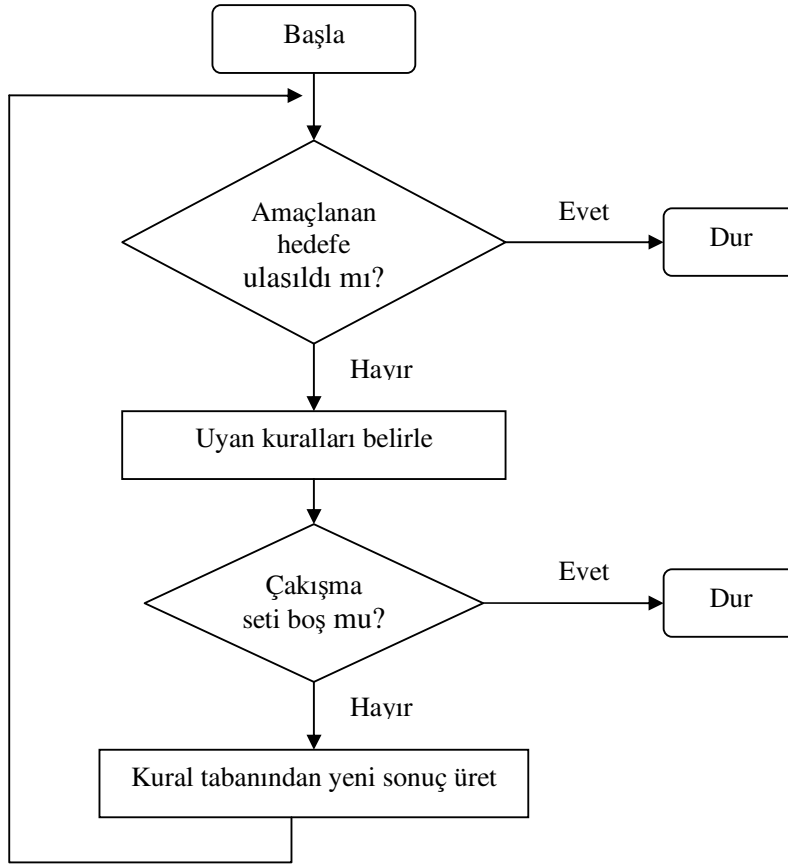 Başla
Amaçlanan
hedefe
ulasıldı mı?
Evet
Dur
Hayır
Uyan kuralları belirle
Çakışma
seti boş mu?
Evet
Dur
Hayır
Kural tabanından yeni sonuç üret